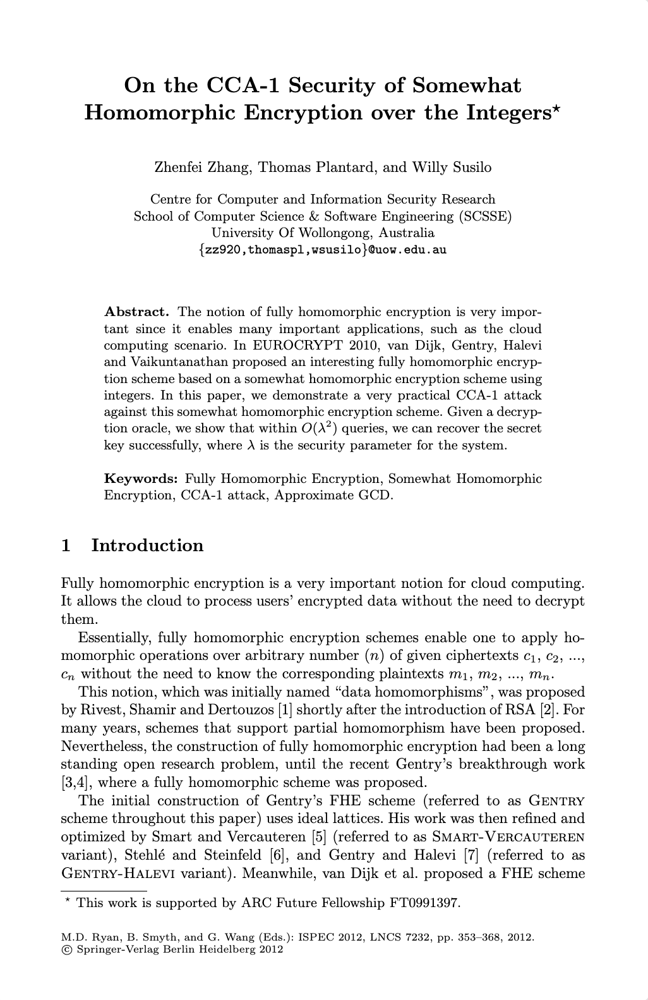 On the CCA-1 Security of Somewhat
Homomorphic Encryption over the Integers⋆
Zhenfei Zhang, Thomas Plantard, and Willy Susilo
Centre for Computer and Information Security Research
School of Computer Science & Software Engineering (SCSSE)
University Of Wollongong, Australia
{zz920,thomaspl,wsusilo}@uow.edu.au
Abstract. The notion of fully homomorphic encryption is very impor-
tant since it enables many important applications, such as the cloud
computing scenario. In EUROCRYPT 2010, van Dijk, Gentry, Halevi
and Vaikuntanathan proposed an interesting fully homomorphic encryp-
tion scheme based on a somewhat homomorphic encryption scheme using
integers. In this paper, we demonstrate a very practical CCA-1 attack
against this somewhat homomorphic encryption scheme. Given a decryp-
tion oracle, we show that within O(λ²) queries, we can recover the secret
key successfully, where λ is the security parameter for the system.
Keywords: Fully Homomorphic Encryption, Somewhat Homomorphic
Encryption, CCA-1 attack, Approximate GCD.
1 Introduction
Fully homomorphic encryption is a very important notion for cloud computing.
It allows the cloud to process users' encrypted data without the need to decrypt
them.
Essentially, fully homomorphic encryption schemes enable one to apply ho-
momorphic operations over arbitrary number (n) of given ciphertexts c₁, c₂, ...,
cₙ without the need to know the corresponding plaintexts m₁, m₂, ..., mₙ.
This notion, which was initially named “data homomorphisms”, was proposed
by Rivest, Shamir and Dertouzos [1] shortly after the introduction of RSA [2]. For
many years, schemes that support partial homomorphism have been proposed.
Nevertheless, the construction of fully homomorphic encryption had been a long
standing open research problem, until the recent Gentry's breakthrough work
[3,4], where a fully homomorphic scheme was proposed.
The initial construction of Gentry's FHE scheme (referred to as GENTRY
scheme throughout this paper) uses ideal lattices. His work was then refined and
optimized by Smart and Vercauteren [5] (referred to as SMART-VERCAUTEREN
variant), Stehlé and Steinfeld [6], and Gentry and Halevi [7] (referred to as
GENTRY-HALEVI variant). Meanwhile, van Dijk et al. proposed a FHE scheme
⋆ This work is supported by ARC Future Fellowship FT0991397.
M.D. Ryan, B. Smyth, and G. Wang (Eds.): ISPEC 2012, LNCS 7232, pp. 353–368, 2012.
© Springer-Verlag Berlin Heidelberg 2012